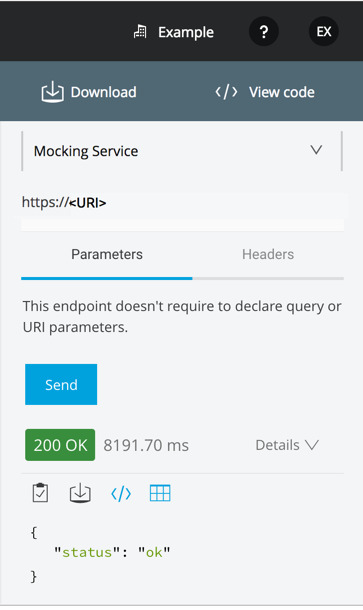 Example
?
EX
Download
</> View code
Mocking Service
https://<URI>
Parameters
Headers
This endpoint doesn't require to declare query or
URI parameters.
Send
200 OK
8191.70 ms
Details
</>
{
"status": "ok"
}